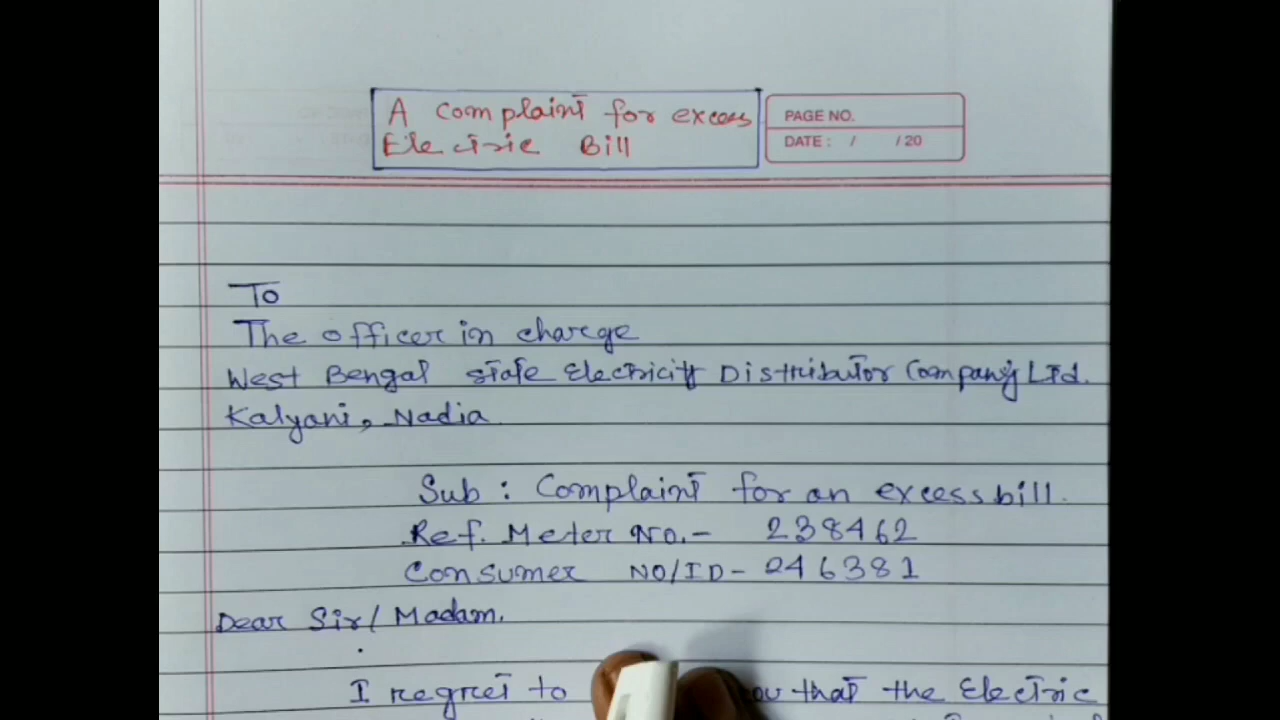 A complaint for excess
Electric Bill
PAGE NO.
DATE : / / 20
To
The officer in charge
West Bengal state Electricity Distributor Company Ltd.
Kalyani, Nadia
Sub : Complaint for an excess bill.
Ref. Meter NO.- 238462
Consumer NO/ID - 246381
Dear Sir/ Madam.
I regret to that the Electric